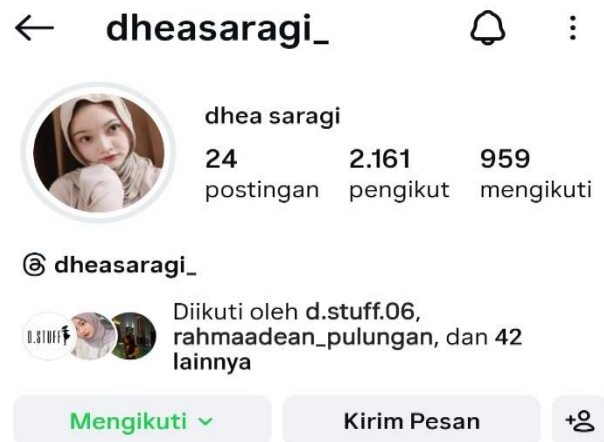 dheasaragi_
dhea saragi
24 2.161 959
postingan pengikut mengikuti
dheasaragi_
D.STUFF
Diikuti oleh d.stuff.06,
rahmaadean_pulungan, dan 42
lainnya
Mengikuti Kirim Pesan